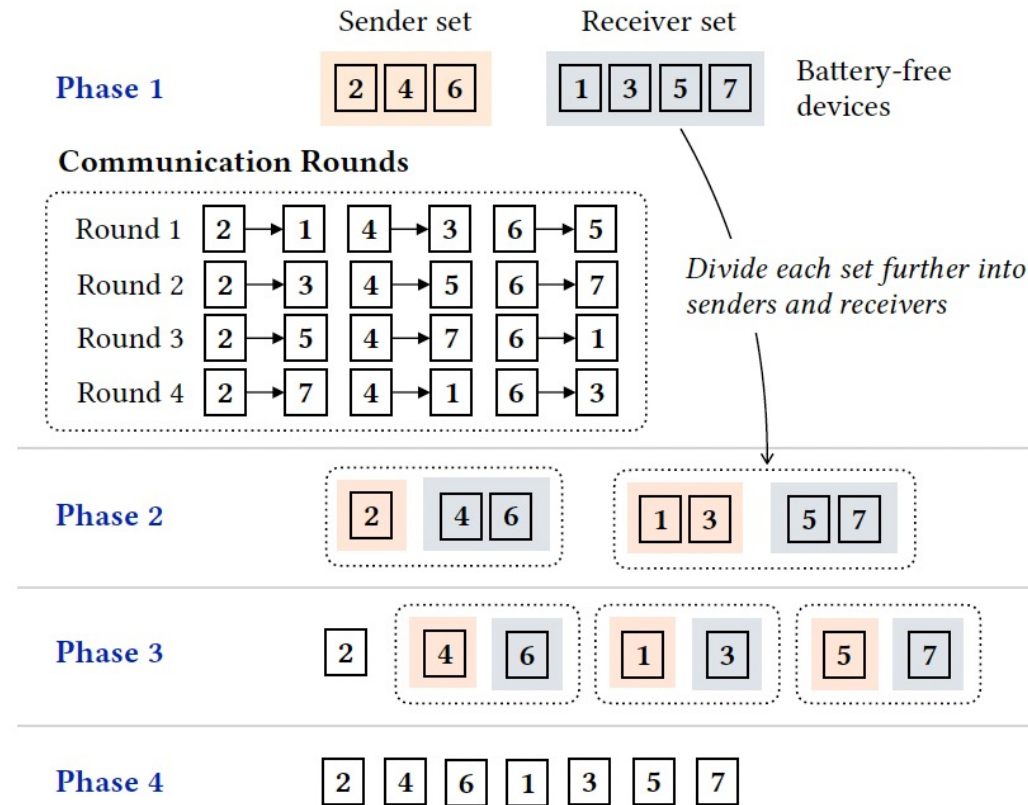 Sender set Receiver set
Phase 1 2 4 6 1 3 5 7 Battery-free
devices
Communication Rounds
Round 1 2 1 4 3 6 5
Round 2 2 3 4 5 6 7
Round 3 2 5 4 7 6 1
Round 4 2 7 4 1 6 3
Divide each set further into
senders and receivers
Phase 2 2 4 6 1 3 5 7
Phase 3 2 4 6 1 3 5 7
Phase 4 2 4 6 1 3 5 7